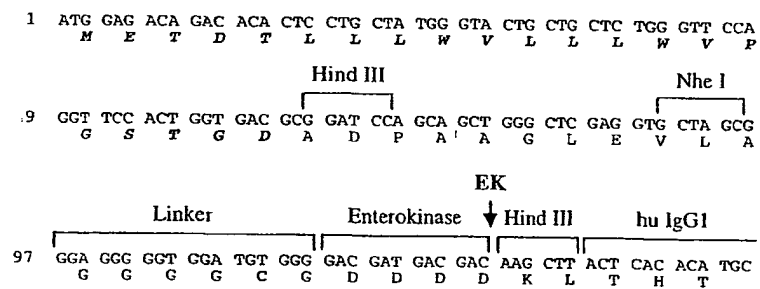 1 ATG GAG ACA GAC ACA CTC CTG CTA TGG GTA CTG CTG CTC TGG GTT CCA
M E T D T L L L W V L L L W V P
Hind III Nhe I
9 GGT TCC ACT GGT GAC GCG GAT CCA GCA GCT GGG CTC GAG GTG CTA GCG
G S T G D A D P A A G L E V L A
EK
Linker Enterokinase Hind III hu IgG1
97 GGA GGG GGT GGA TGT GGG GAC GAT GAC GAC AAG CTT ACT CAC ACA TGC
G G G G C G D D D D K L T H T